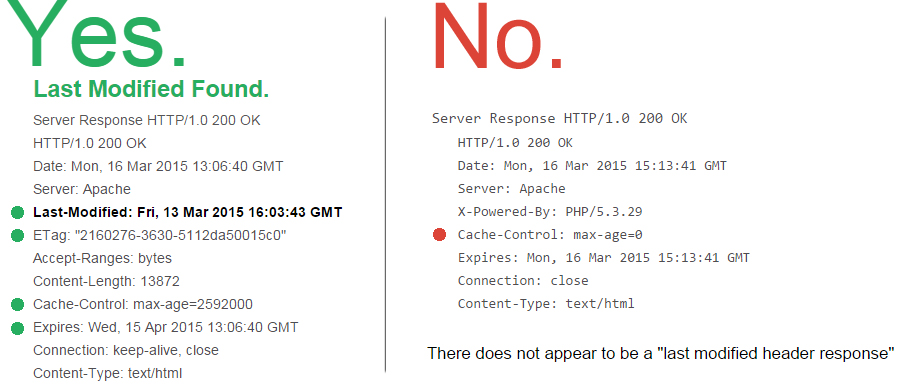 Yes.
Last Modified Found.
Server Response HTTP/1.0 200 OK
HTTP/1.0 200 OK
Date: Mon, 16 Mar 2015 13:06:40 GMT
Server: Apache
Last-Modified: Fri, 13 Mar 2015 16:03:43 GMT
ETag: "2160276-3630-5112da50015c0"
Accept-Ranges: bytes
Content-Length: 13872
Cache-Control: max-age=2592000
Expires: Wed, 15 Apr 2015 13:06:40 GMT
Connection: keep-alive, close
Content-Type: text/html
No.
Server Response HTTP/1.0 200 OK
HTTP/1.0 200 OK
Date: Mon, 16 Mar 2015 15:13:41 GMT
Server: Apache
X-Powered-By: PHP/5.3.29
Cache-Control: max-age=0
Expires: Mon, 16 Mar 2015 15:13:41 GMT
Connection: close
Content-Type: text/html
There does not appear to be a "last modified header response"